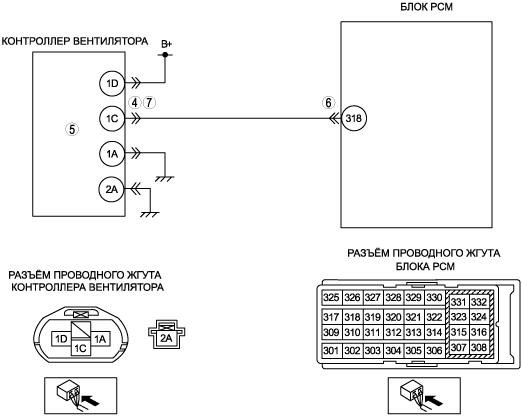 БЛОК PCM
КОНТРОЛЛЕР ВЕНТИЛЯТОРА
B+
1D
4 7
6
1C
318
5
1A
2A
РАЗЪЁМ ПРОВОДНОГО ЖГУТА
КОНТРОЛЛЕРА ВЕНТИЛЯТОРА
РАЗЪЁМ ПРОВОДНОГО ЖГУТА
БЛОКА PCM
1D 1A
1C
2A
325 326 327 328 329 330 331 332
317 318 319 320 321 322 323 324
309 310 311 312 313 314 315 316
301 302 303 304 305 306 307 308